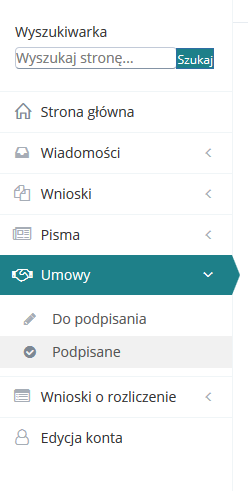 Wyszukiwarka
Wyszukaj stronę...
Szukaj
Strona główna
Wiadomości
Wnioski
Pisma
Umowy
Do podpisania
Podpisane
Wnioski o rozliczenie
Edycja konta